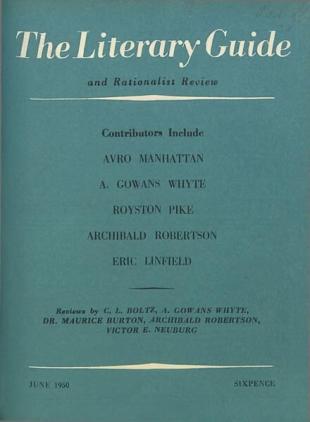 The Literary Guide
and Rationalist Review
Contributors Include
AVRO MANHATTAN
A. GOWANS WHYTE
ROYSTON PIKE
ARCHIBALD ROBERTSON
ERIC LINFIELD
Reviews by C. L. BOLTZ, A. GOWANS WHYTE,
DR. MAURICE BURTON, ARCHIBALD ROBERTSON,
VICTOR E. NEUBURG
JUNE 1950
SIXPENCE